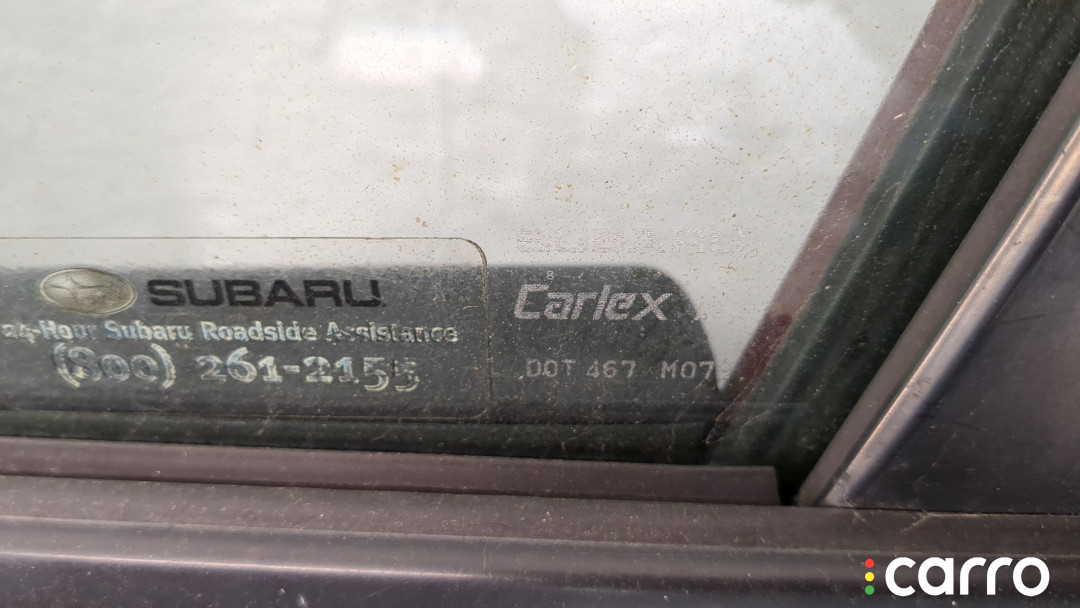 SUBARU
24-Hour Subaru Roadside Assistance
(800) 261-2155
Carlex
DOT 467 M07
carro